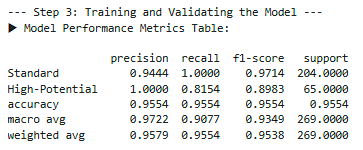 --- Step 3: Training and Validating the Model ---
▶ Model Performance Metrics Table:
precision recall f1-score support
Standard 0.9444 1.0000 0.9714 204.0000
High-Potential 1.0000 0.8154 0.8983 65.0000
accuracy 0.9554 0.9554 0.9554 0.9554
macro avg 0.9722 0.9077 0.9349 269.0000
weighted avg 0.9579 0.9554 0.9538 269.0000